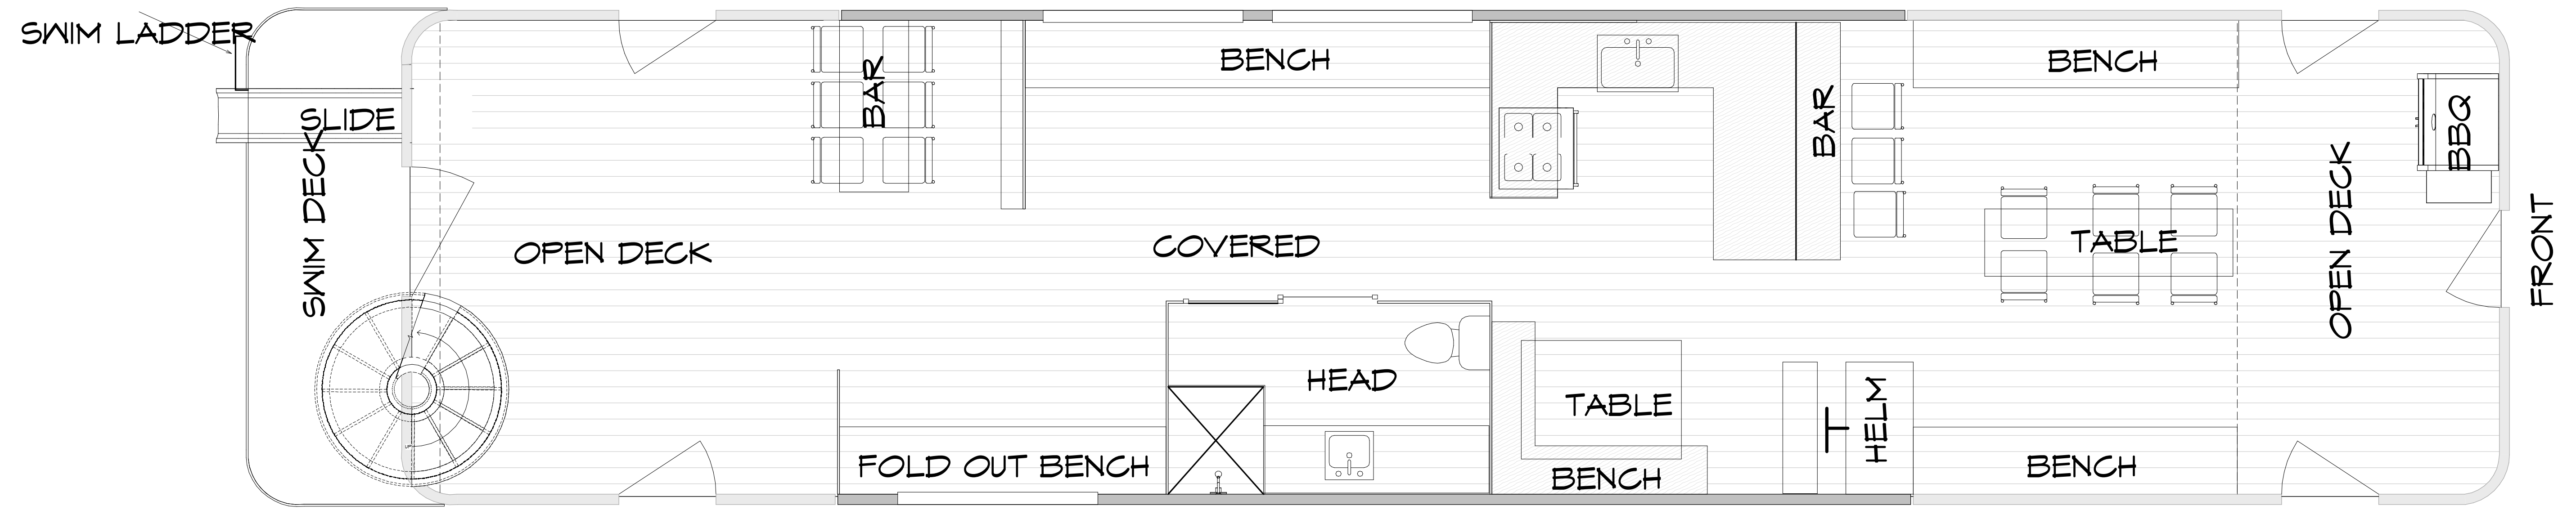 SWIM LADDER
SLIDE
SWIM DECK
OPEN DECK
BAR
BENCH
COVERED
BAR
BENCH
TABLE
OPEN DECK
BBQ
FRONT
HEAD
FOLD OUT BENCH
TABLE
BENCH
HELM
BENCH